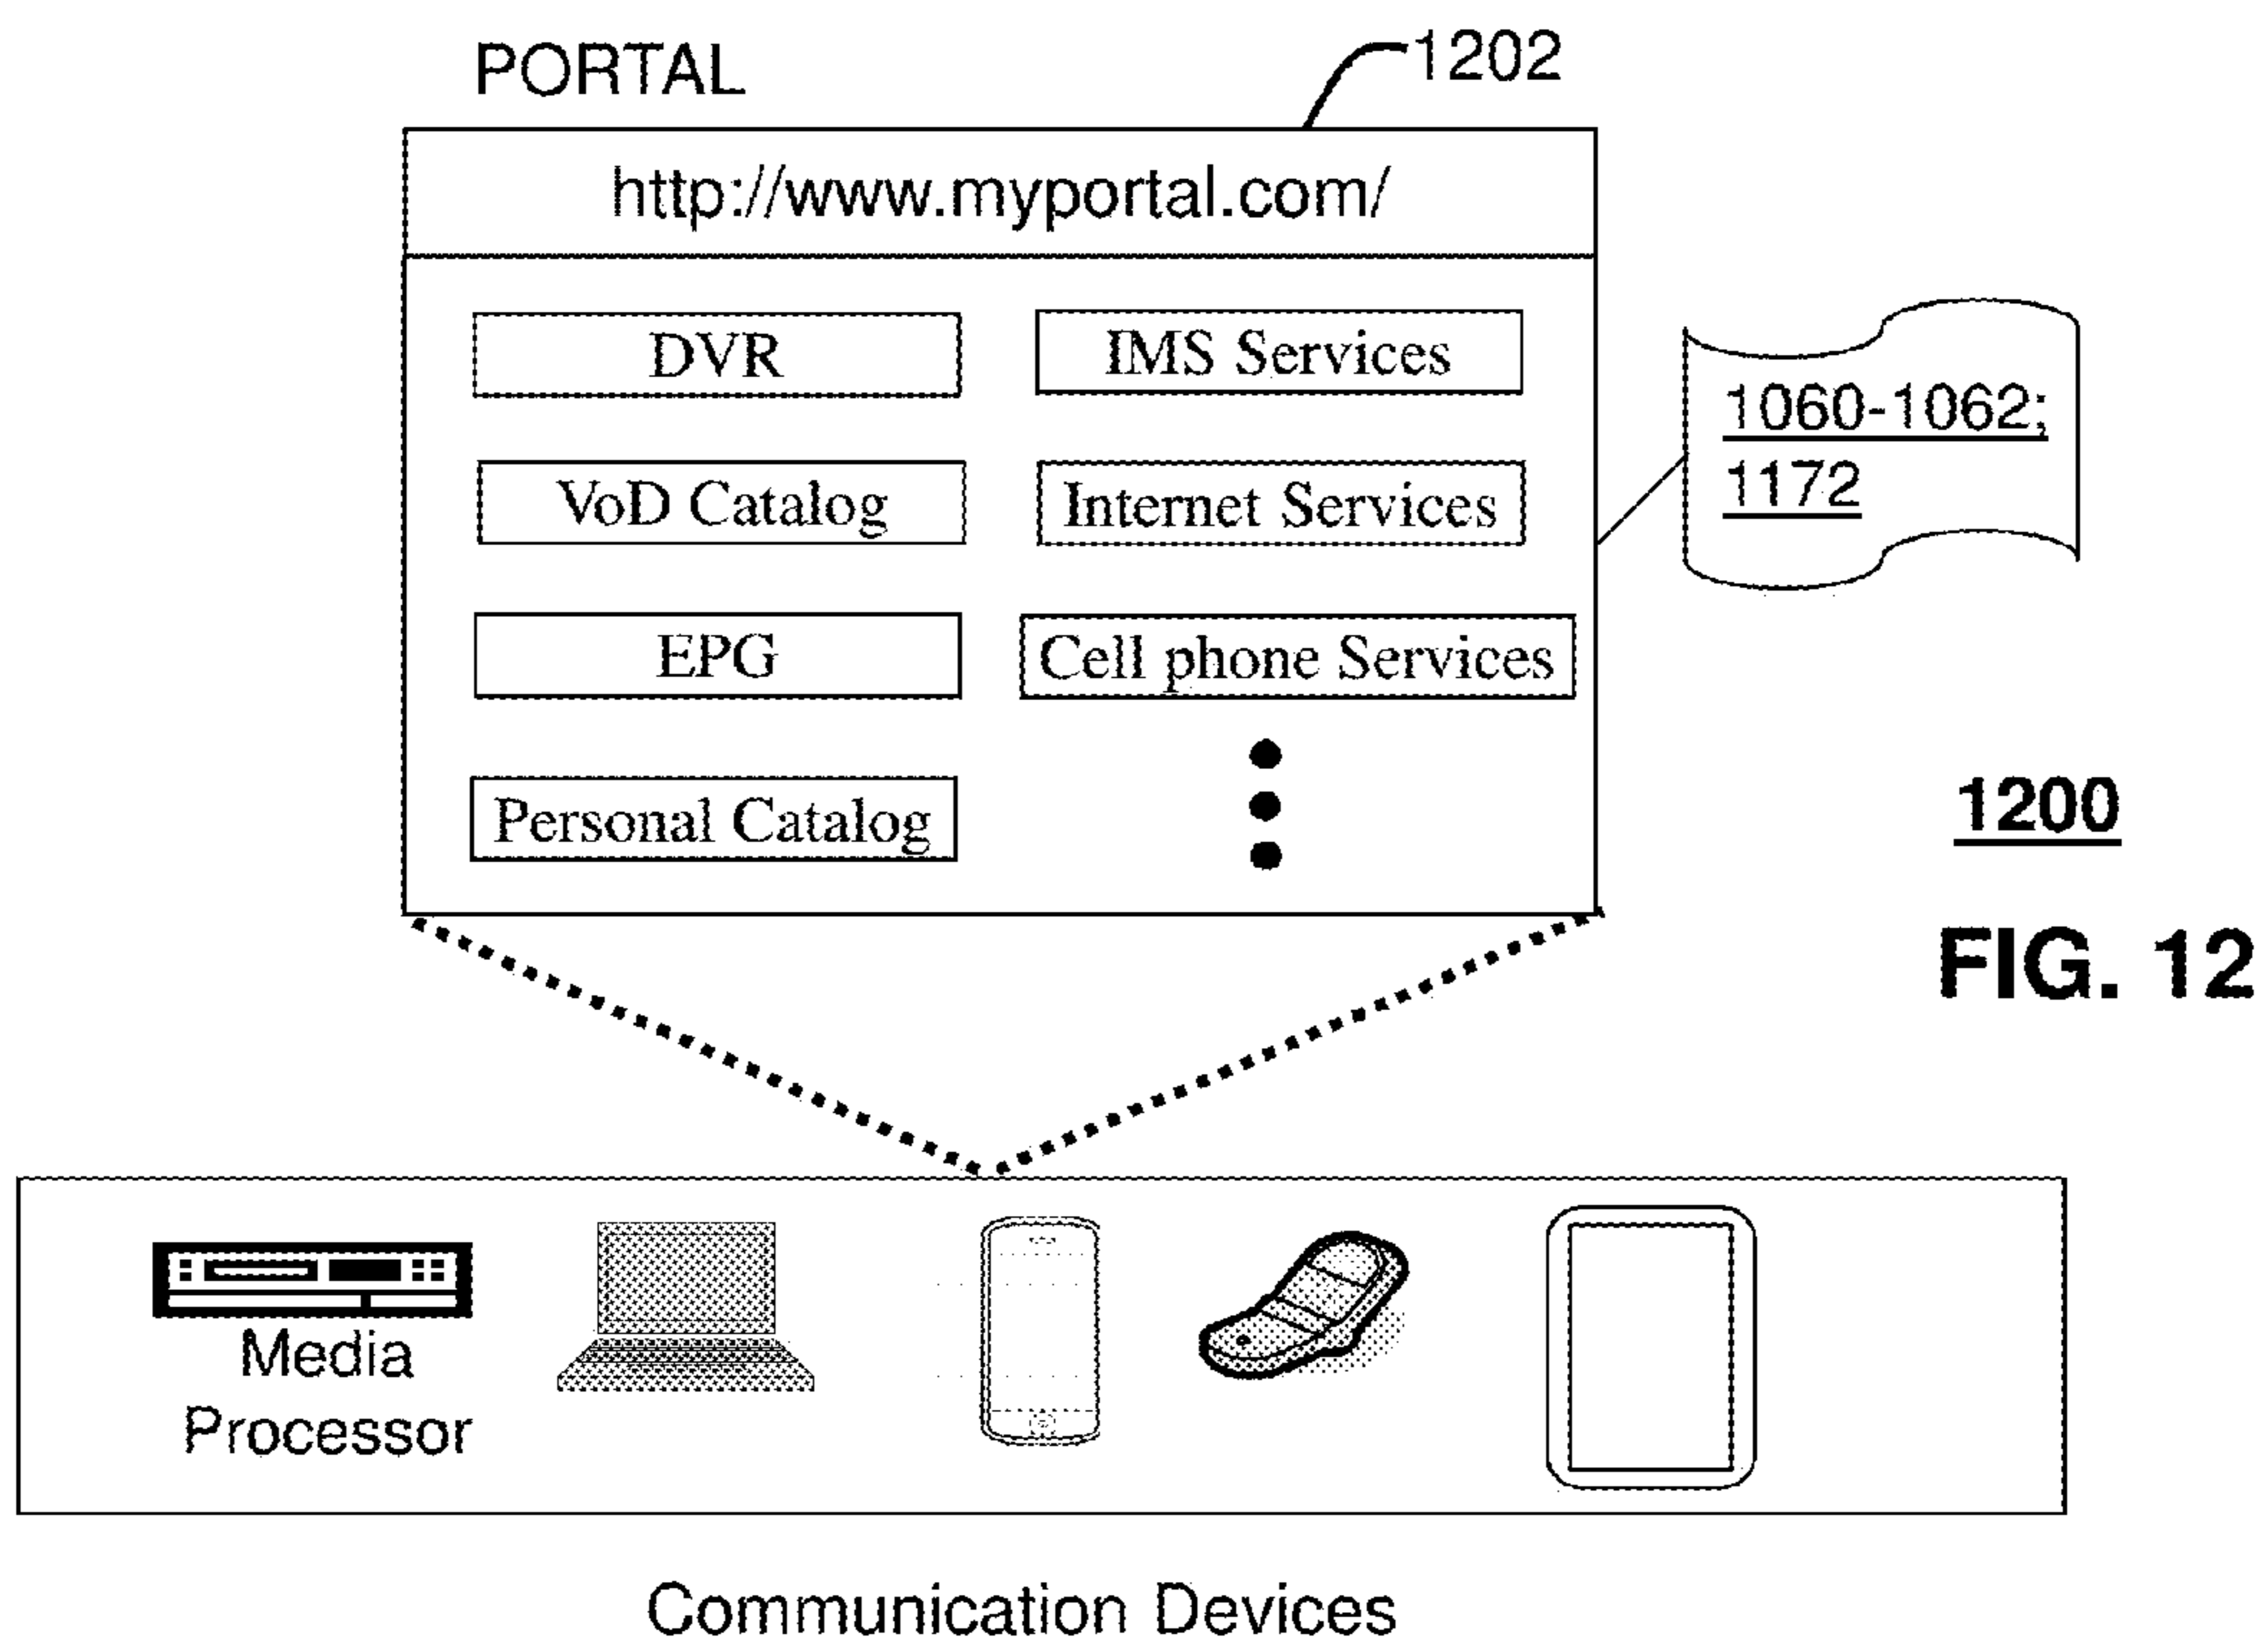 PORTAL
1202
http://www.myportal.com/
DVR
IMS Services
VoD Catalog
Internet Services
EPG
Cell phone Services
Personal Catalog
1060-1062;
1172
1200
FIG. 12
Media
Processor
Communication Devices